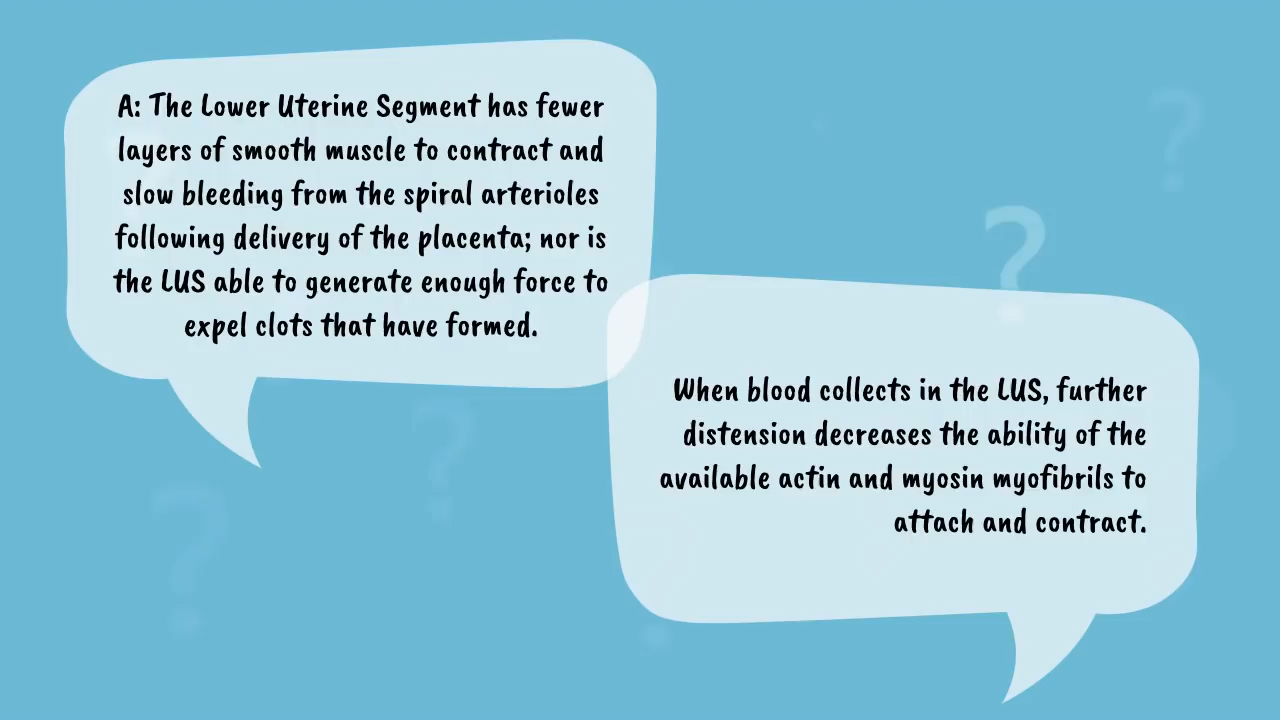 A: The Lower Uterine Segment has fewer
layers of smooth muscle to contract and
slow bleeding from the spiral arterioles
following delivery of the placenta; nor is
the LUS able to generate enough force to
expel clots that have formed.
When blood collects in the LUS, further
distension decreases the ability of the
available actin and myosin myofibrils to
attach and contract.